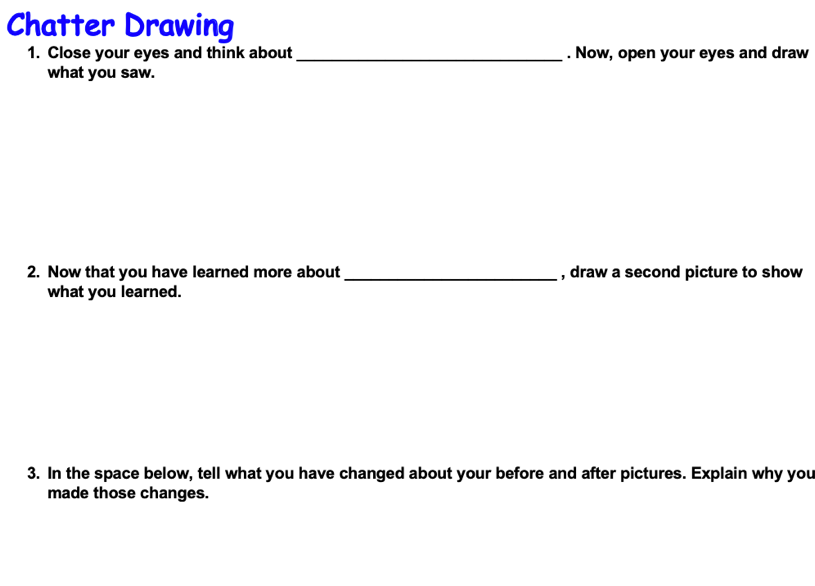 Chatter Drawing
1. Close your eyes and think about ______________________________ . Now, open your eyes and draw
what you saw.
2. Now that you have learned more about ________________________ , draw a second picture to show
what you learned.
3. In the space below, tell what you have changed about your before and after pictures. Explain why you
made those changes.